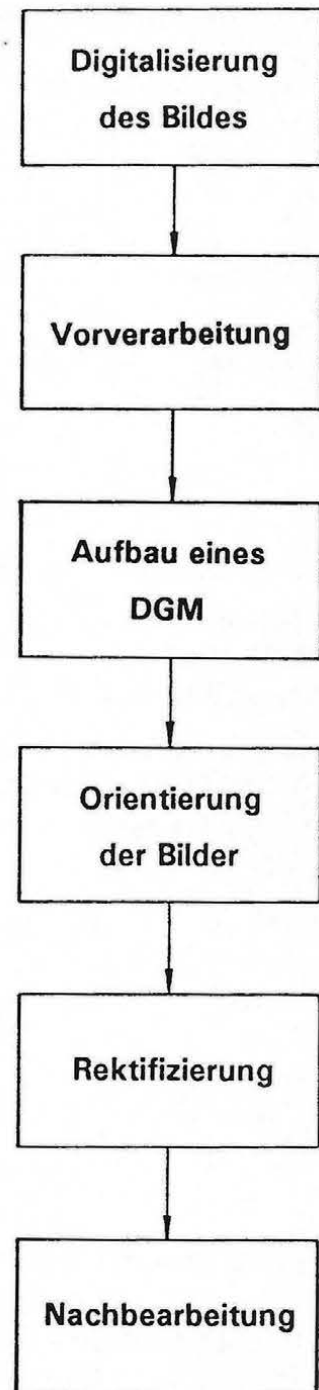 Digitalisierung
des Bildes
Vorverarbeitung
Aufbau eines
DGM
Orientierung
der Bilder
Rektifizierung
Nachbearbeitung